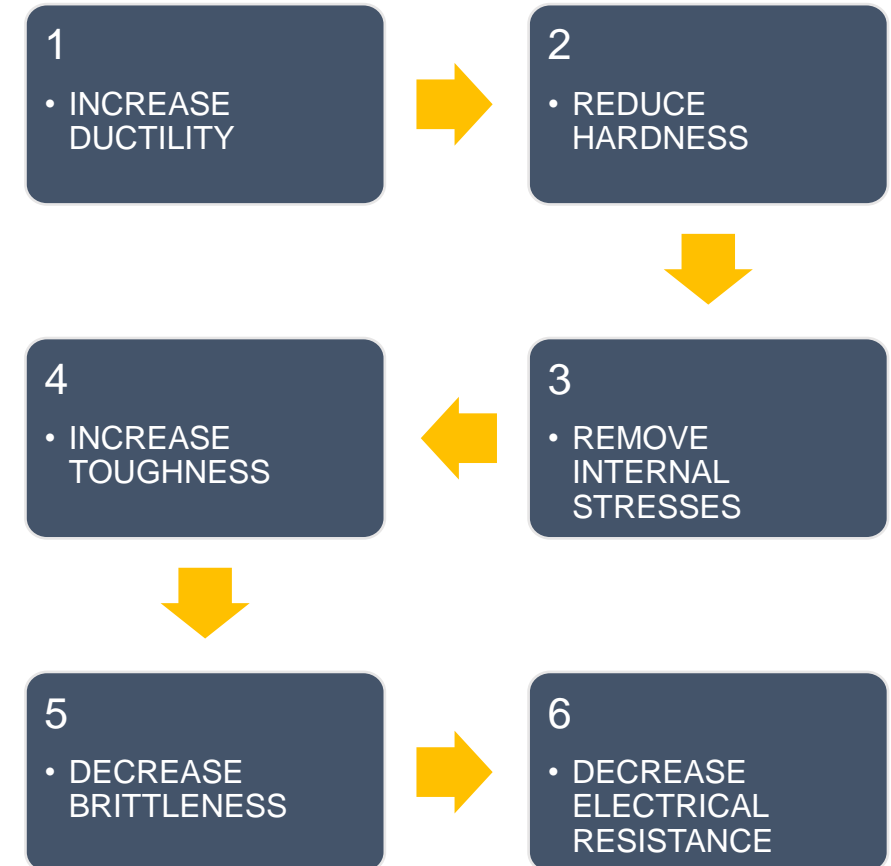 1
• INCREASE
DUCTILITY
2
• REDUCE
HARDNESS
3
• REMOVE
INTERNAL
STRESSES
4
• INCREASE
TOUGHNESS
5
• DECREASE
BRITTLENESS
6
• DECREASE
ELECTRICAL
RESISTANCE